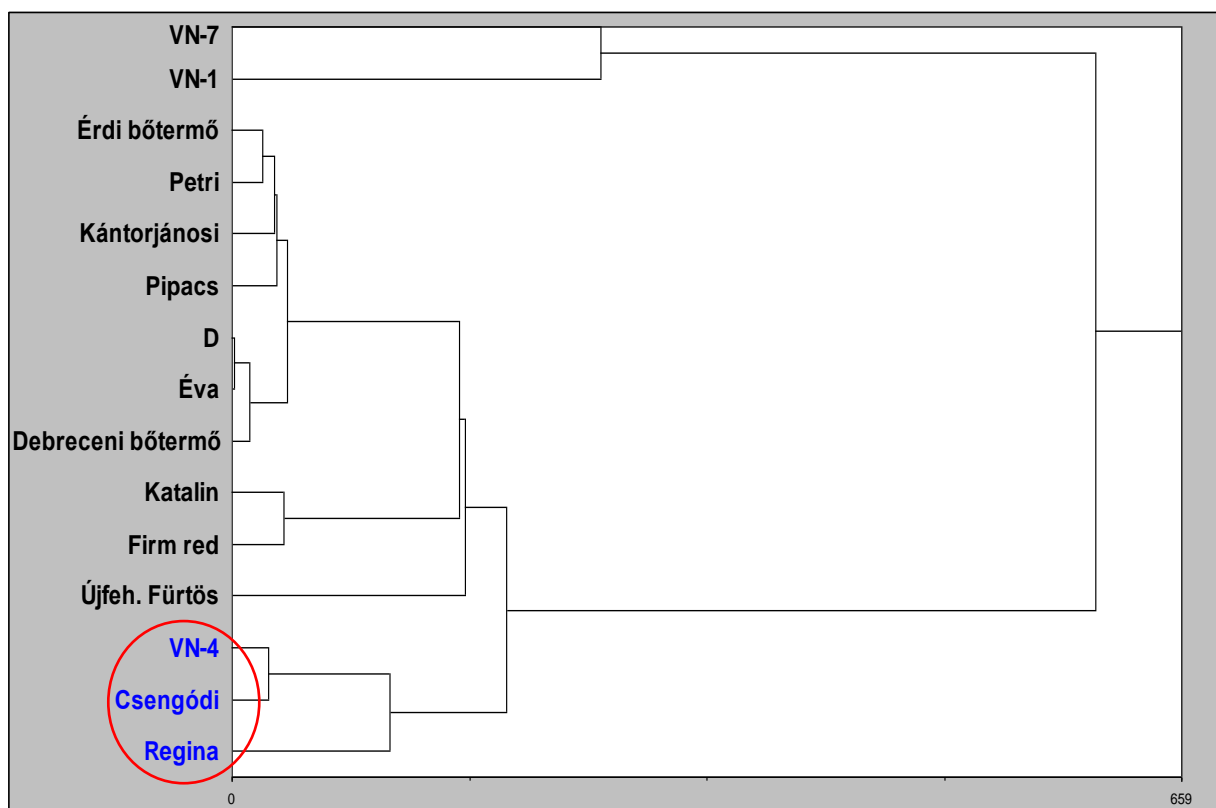 VN-7
VN-1
Érdi bőtermő
Petri
Kántorjánosi
Pipacs
D
Éva
Debreceni bőtermő
Katalin
Firm red
Újfeh. Fürtös
VN-4
Csengódi
Regina
0
659